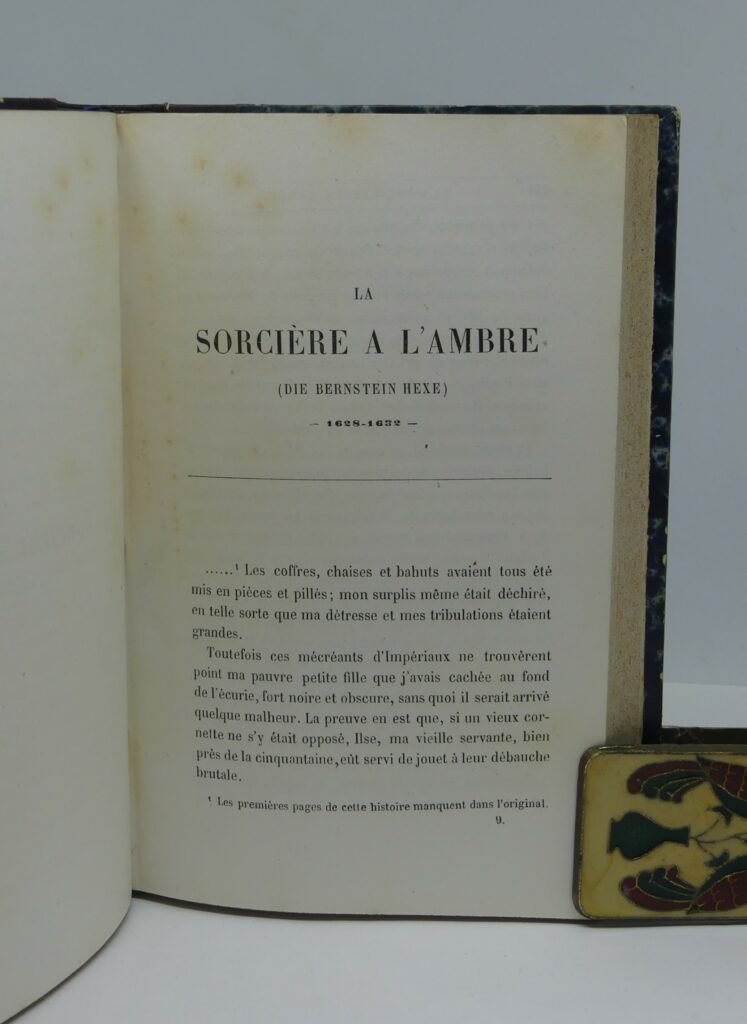 LA
SORCIÈRE A L'AMBRE
(DIE BERNSTEIN HEXE)
— 1628-1632 —
......¹ Les coffres, chaises et bahuts avaient tous été
mis en pièces et pillés; mon surplis même était déchiré,
en telle sorte que ma détresse et mes tribulations étaient
grandes.
Toutefois ces mécréants d'Impériaux ne trouvèrent
point ma pauvre petite fille que j'avais cachée au fond
de l'écurie, fort noire et obscure, sans quoi il serait arrivé
quelque malheur. La preuve en est que, si un vieux cor-
nette ne s'y était opposé, Ilse, ma vieille servante, bien
près de la cinquantaine, eût servi de jouet à leur débauche
brutale.
¹ Les premières pages de cette histoire manquent dans l'original.
9.